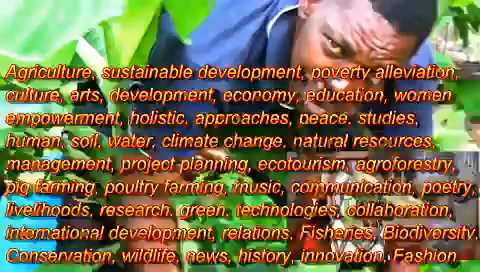 Agriculture, sustainable development, poverty alleviation,
culture, arts, development, economy, education, women
empowerment, holistic, approaches, peace, studies,
human, soil, water, climate change, natural resources,
management, project planning, ecotourism, agroforestry,
pig farming, poultry farming, music, communication, poetry,
livelihoods, research, green, technologies, collaboration,
international development, relations, Fisheries, Biodiversity,
Conservation, wildlife, news, history, innovation, Fashion